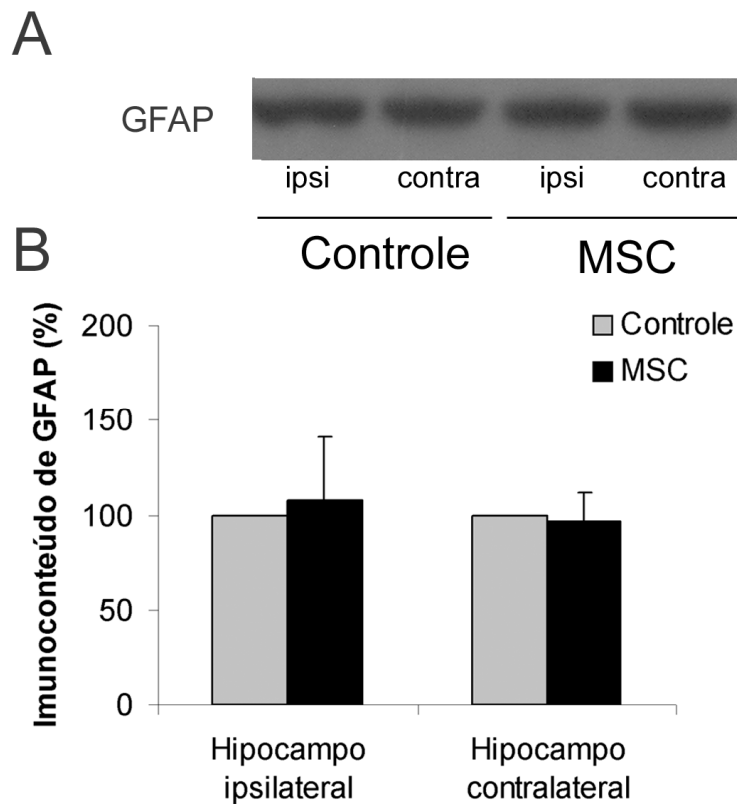 A
GFAP
ipsi contra ipsi contra
Controle MSC
B
Imunoconteúdo de GFAP (%)
200
150
100
50
0
Controle
MSC
Hipocampo
ipsilateral
Hipocampo
contralateral